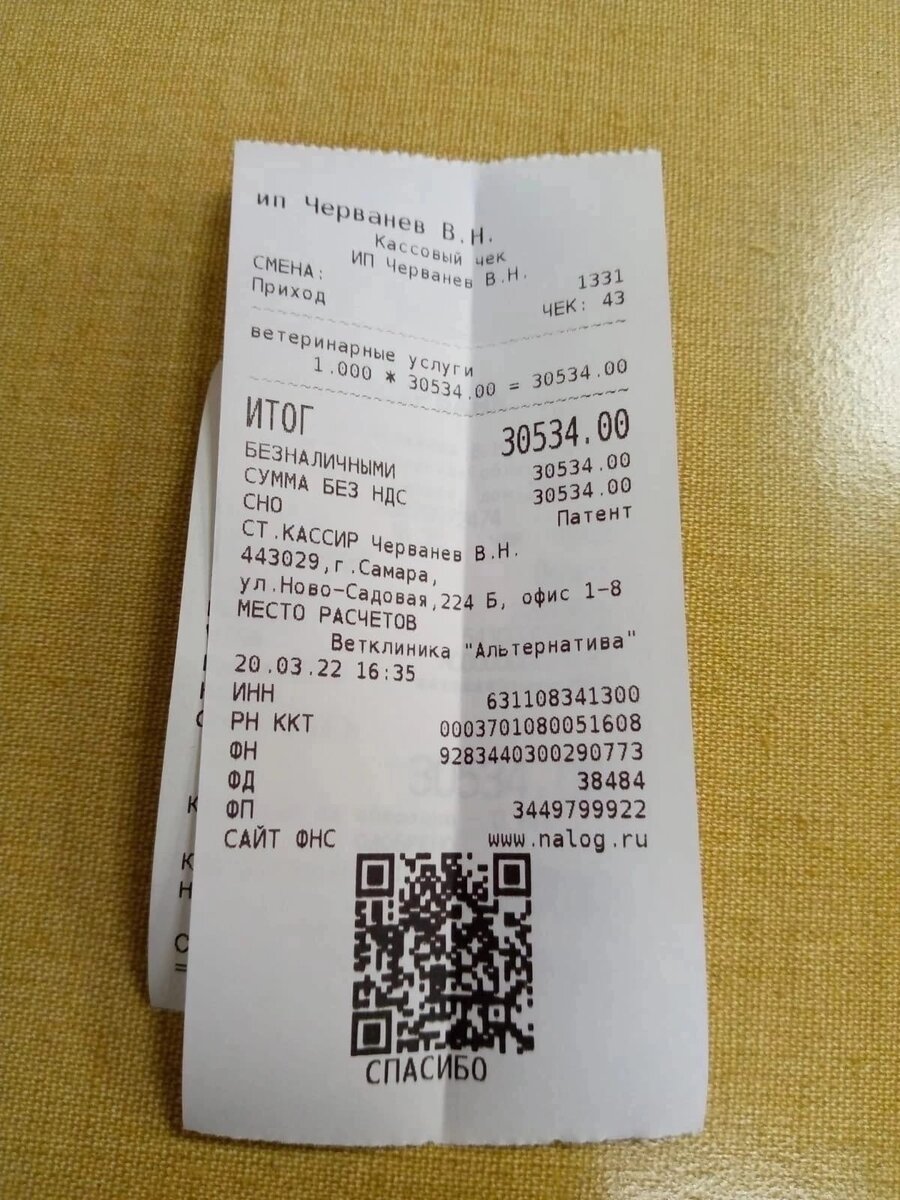 ип Черванев В.Н.
Кассовый чек
ИП Черванев В.Н.
СМЕНА: 1331
Приход ЧЕК: 43
ветеринарные услуги
1.000 * 30534.00 = 30534.00
ИТОГ 30534.00
БЕЗНАЛИЧНЫМИ 30534.00
СУММА БЕЗ НДС 30534.00
СНО Патент
СТ.КАССИР Черванев В.Н.
443029,г.Самара,
ул.Ново-Садовая,224 Б, офис 1-8
МЕСТО РАСЧЕТОВ
Ветклиника "Альтернатива"
20.03.22 16:35
ИНН 631108341300
РН ККТ 0003701080051608
ФН 9283440300290773
ФД 38484
ФП 3449799922
САЙТ ФНС www.nalog.ru
СПАСИБО